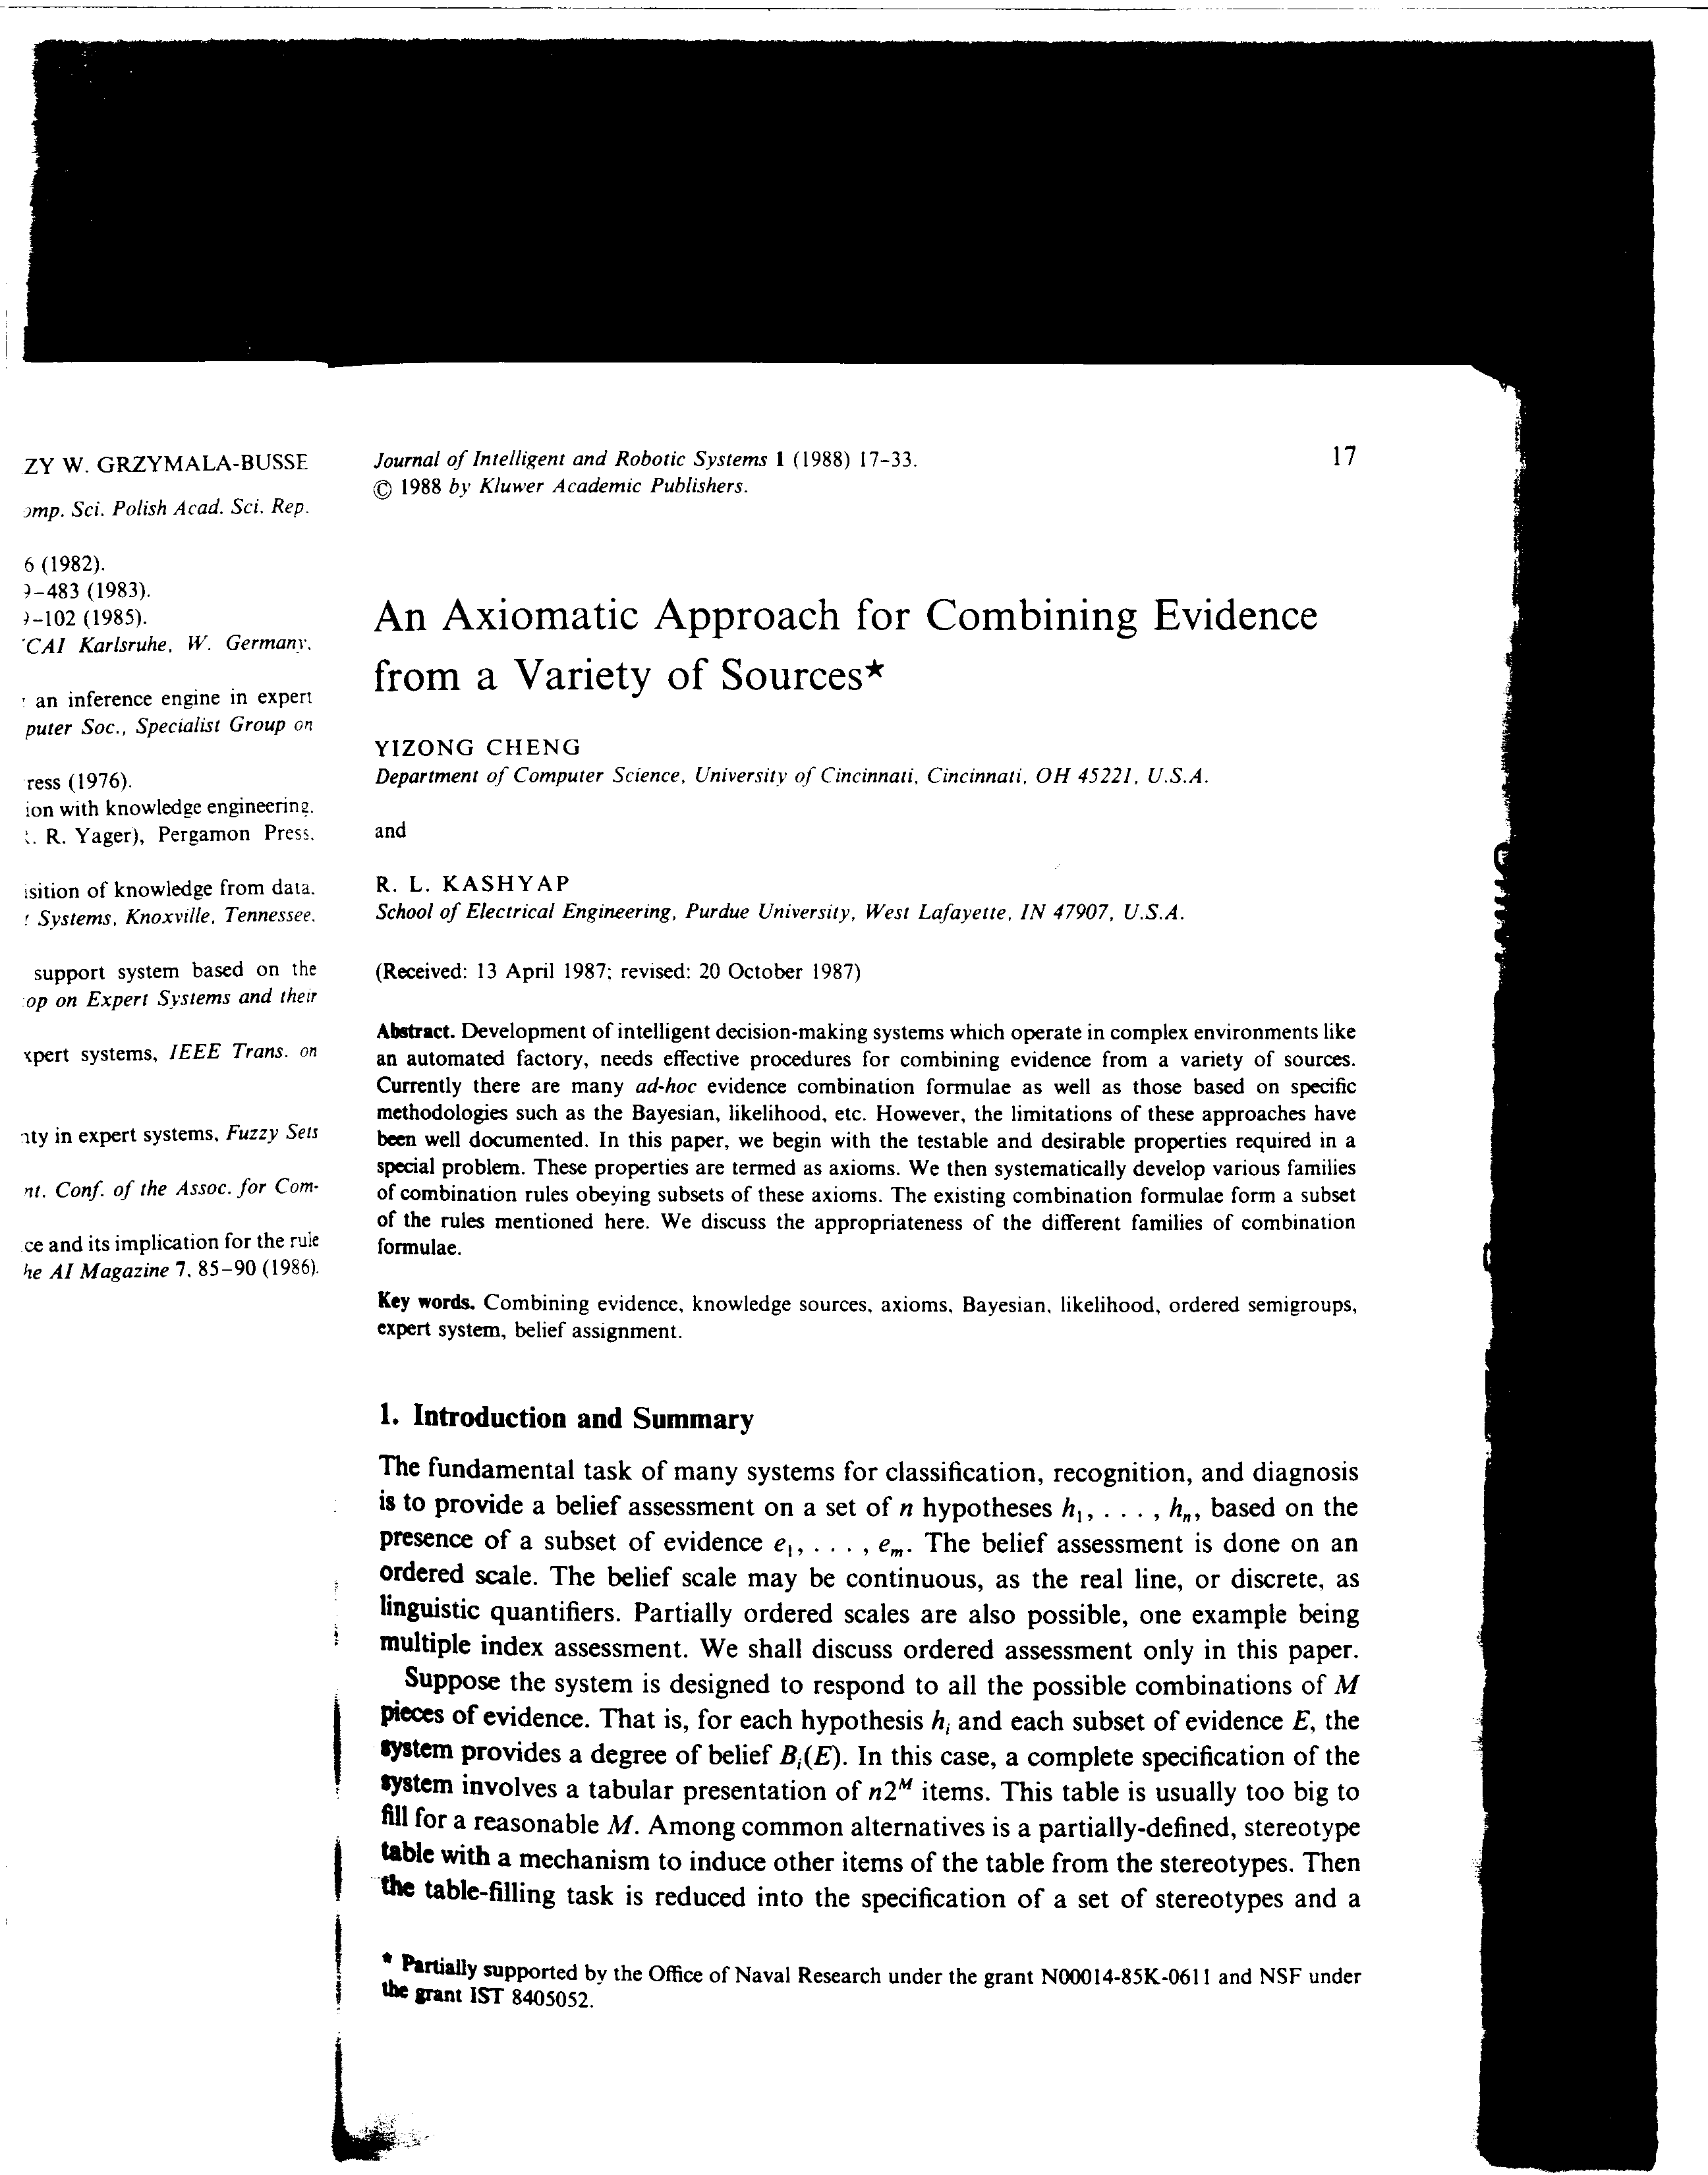 ZY W. GRZYMALA-BUSSE
Sci. Polish Acad. Sci. Rep.
6 (1982).
-483 (1983).
-102 (1985).
CAI Karlsruhe, W. Germany.
an inference engine in expert
puter Soc., Specialist Group on
ress (1976).
ion with knowledge engineering.
R. Yager), Pergamon Press.
isition of knowledge from data.
Systems, Knoxville, Tennessee.
support system based on the
op on Expert Systems and their
xpert systems, IEEE Trans. on
in expert systems, Fuzzy Sets
nt. Conf. of the Assoc. for Com-
ce and its implication for the rule
he AI Magazine 7, 85–90 (1986).
Journal of Intelligent and Robotic Systems 1 (1988) 17–33.
17
© 1988 by Kluwer Academic Publishers.
An Axiomatic Approach for Combining Evidence
from a Variety of Sources★
YIZONG CHENG
Department of Computer Science, University of Cincinnati, Cincinnati, OH 45221, U.S.A.
and
R. L. KASHYAP
School of Electrical Engineering, Purdue University, West Lafayette, IN 47907, U.S.A.
(Received: 13 April 1987; revised: 20 October 1987)
Abstract. Development of intelligent decision-making systems which operate in complex environments like
an automated factory, needs effective procedures for combining evidence from a variety of sources.
Currently there are many ad-hoc evidence combination formulae as well as those based on specific
methodologies such as the Bayesian, likelihood, etc. However, the limitations of these approaches have
been well documented. In this paper, we begin with the testable and desirable properties required in a
special problem. These properties are termed as axioms. We then systematically develop various families
of combination rules obeying subsets of these axioms. The existing combination formulae form a subset
of the rules mentioned here. We discuss the appropriateness of the different families of combination
formulae.
Key words. Combining evidence, knowledge sources, axioms, Bayesian, likelihood, ordered semigroups,
expert system, belief assignment.
1. Introduction and Summary
The fundamental task of many systems for classification, recognition, and diagnosis
is to provide a belief assessment on a set of n hypotheses h₁, . . . , hₙ, based on the
presence of a subset of evidence e₁, . . . , eₘ. The belief assessment is done on an
ordered scale. The belief scale may be continuous, as the real line, or discrete, as
linguistic quantifiers. Partially ordered scales are also possible, one example being
multiple index assessment. We shall discuss ordered assessment only in this paper.
Suppose the system is designed to respond to all the possible combinations of M
pieces of evidence. That is, for each hypothesis hᵢ and each subset of evidence E, the
system provides a degree of belief Bᵢ(E). In this case, a complete specification of the
system involves a tabular presentation of n2ᴹ items. This table is usually too big to
fill for a reasonable M. Among common alternatives is a partially-defined, stereotype
table with a mechanism to induce other items of the table from the stereotypes. Then
the table-filling task is reduced into the specification of a set of stereotypes and a
★ Partially supported by the Office of Naval Research under the grant N00014-85K-0611 and NSF under
the grant IST 8405052.